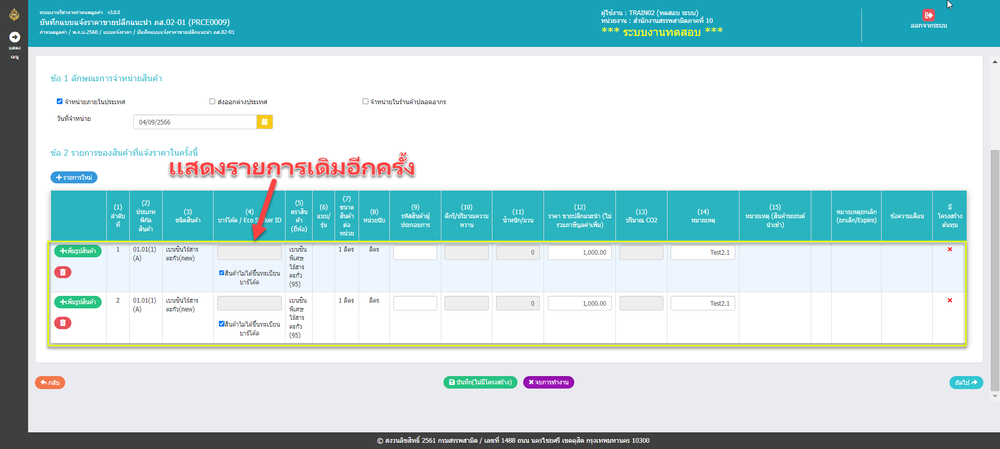 ระบบงานวิชาการกำหนดมูลค่า v3.0.0
บันทึกแบบแจ้งราคาขายปลีกแนะนำ ภส.02-01 (PRCE0009)
กำหนดมูลค่า / พ.ร.บ.2560 / แบบแจ้งราคา / บันทึกแบบแจ้งราคาขายปลีกแนะนำ ภส.02-01
ผู้ใช้งาน : TRAIN02 (ทดสอบ ระบบ)
หน่วยงาน : สำนักงานสรรพสามิตภาคที่ 10
*** ระบบงานทดสอบ ***
ออกจากระบบ
แสดง
เมนู
ข้อ 1 ลักษณะการจำหน่ายสินค้า
จำหน่ายภายในประเทศ
ส่งออกต่างประเทศ
จำหน่ายในร้านค้าปลอดอากร
วันที่จำหน่าย
04/09/2566
ข้อ 2 รายการของสินค้าที่แจ้งราคาในครั้งนี้
แสดงรายการเดิมอีกครั้ง
รายการใหม่
(1) ลำดับ ที่
(2) ประเภท พิกัด สินค้า
(3) ชนิดสินค้า
(4) บาร์โค้ด / Eco ID
(5) ตราสิน ค้า (ยี่ห้อ)
(6) แบบ/ รุ่น
(7) ขนาด สินค้า ต่อ หน่วย
(8) หน่วยนับ
(9) รหัสสินค้าผู้ ประกอบการ
(10) ดีกรี/ปริมาณความ หวาน
(11) น้ำหนัก/มวน
(12) ราคา ขายปลีกแนะนำ (ไม่ รวมภาษีมูลค่าเพิ่ม)
(13) ปริมาณ CO2
(14) หมายเหตุ
(15) หมายเหตุ (สินค้ารถยนต์ นำเข้า)
หมายเหตุยกเลิก (ยกเลิก/Expire)
ข้อความเตือน
มี โครงสร้าง ต้นทุน
เพิ่มรูปสินค้า
1
01.01(1) (A)
เบนซินไร้สาร ตะกั่ว(new)
สินค้าไม่ได้ขึ้นทะเบียน บาร์โค้ด
เบนซิน พิเศษ ไร้สาร ตะกั่ว (95)
1 ลิตร
ลิตร
0
1,000.00
Test2.1
เพิ่มรูปสินค้า
2
01.01(1) (A)
เบนซินไร้สาร ตะกั่ว(new)
สินค้าไม่ได้ขึ้นทะเบียน บาร์โค้ด
เบนซิน พิเศษ ไร้สาร ตะกั่ว (95)
1 ลิตร
ลิตร
0
1,000.00
Test2.1
กลับ
บันทึก(ไม่มีโครงสร้าง)
จบการทำงาน
ถัดไป
© สงวนลิขสิทธิ์ 2561 กรมสรรพสามิต / เลขที่ 1488 ถนน นครไชยศรี เขตดุสิต กรุงเทพมหานคร 10300